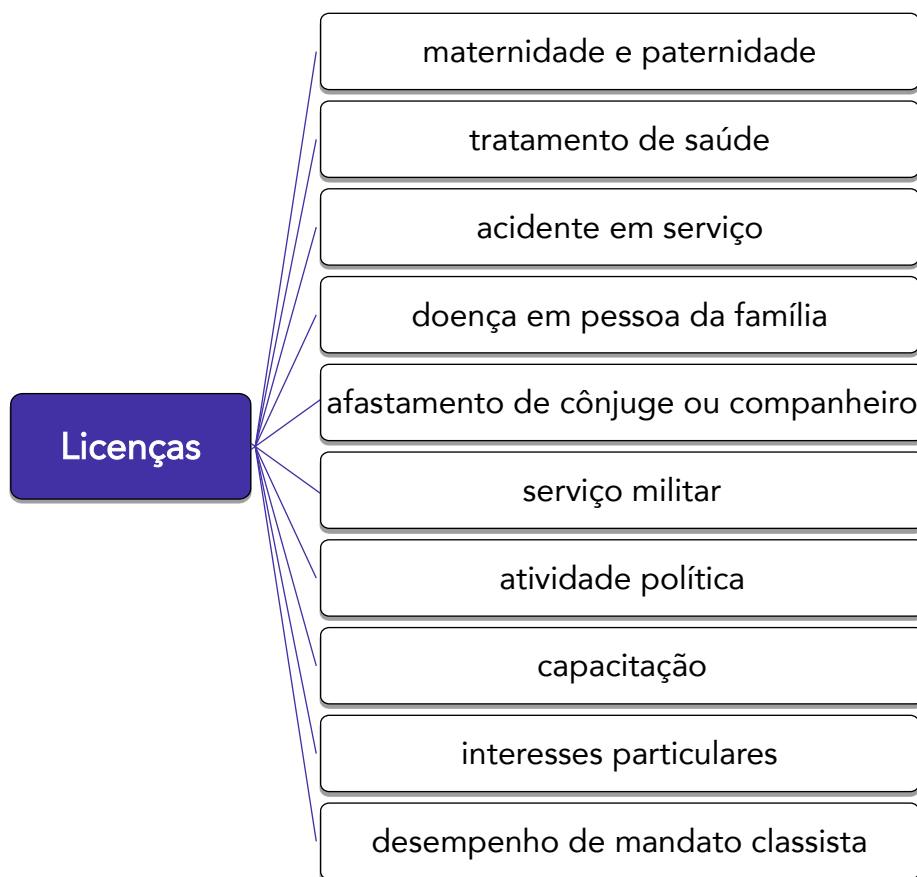 Licenças
maternidade e paternidade
tratamento de saúde
acidente em serviço
doença em pessoa da família
afastamento de cônjuge ou companheiro
serviço militar
atividade política
capacitação
interesses particulares
desempenho de mandato classista